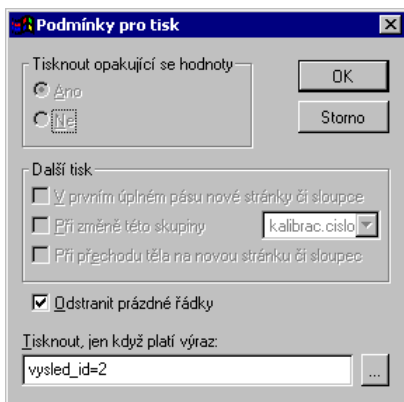 Podmínky pro tisk
Tisknout opakující se hodnoty
Ano
Ne
OK
Storno
Další tisk
V prvním úplném pásu nové stránky či sloupce
Při změně této skupiny
kalibrac.cislo
Při přechodu těla na novou stránku či sloupec
Odstranit prázdné řádky
Tisknout, jen když platí výraz:
vysled_id=2
...